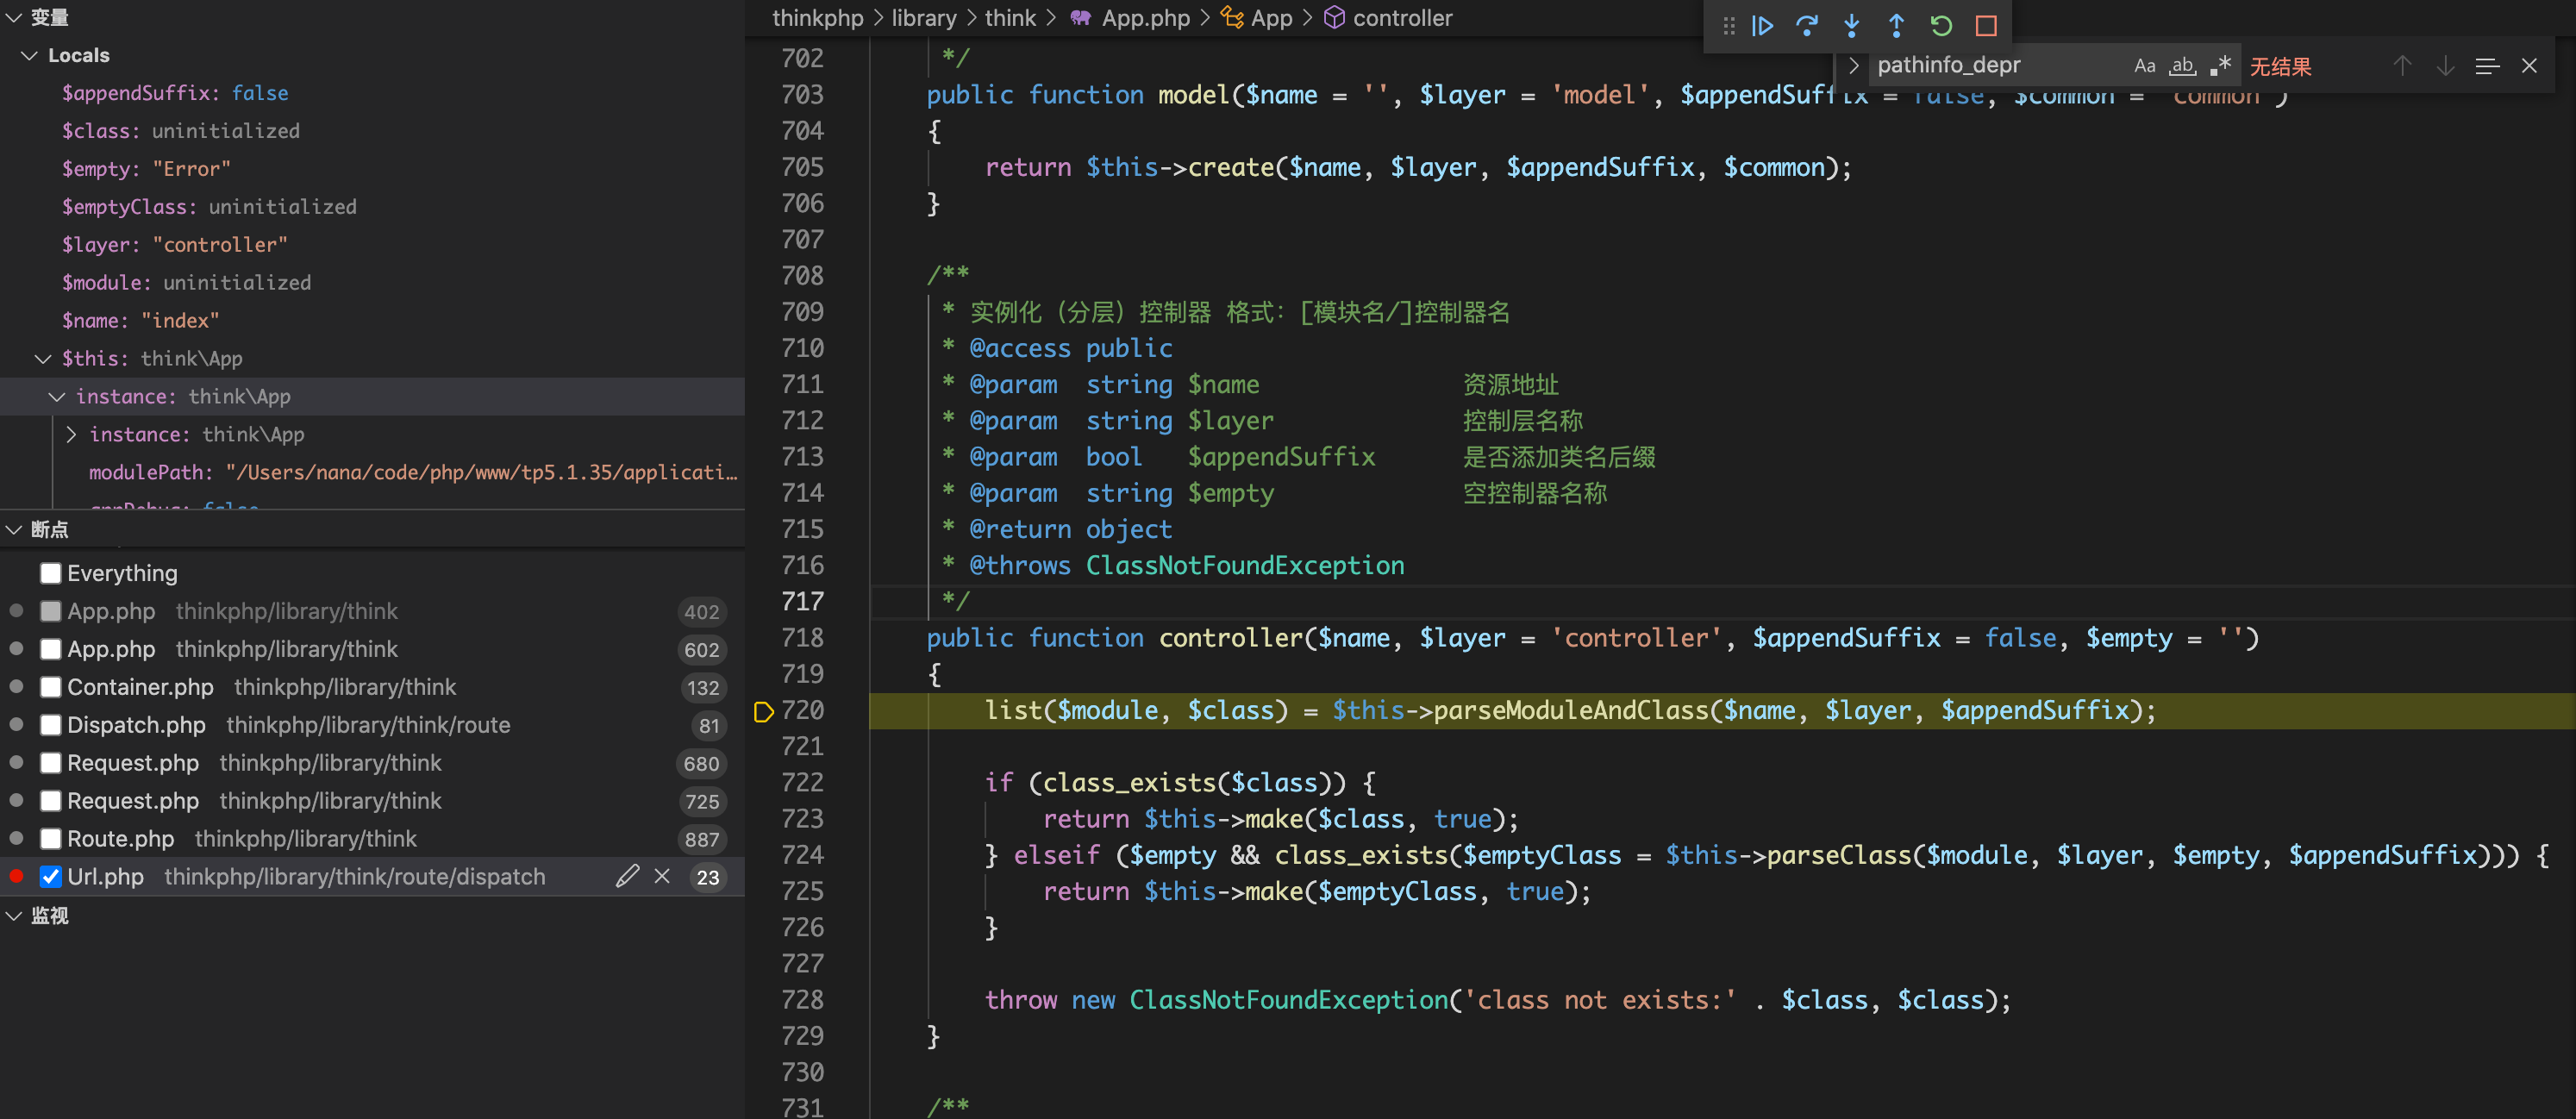 变量
Locals
$appendSuffix: false
$class: uninitialized
$empty: "Error"
$emptyClass: uninitialized
$layer: "controller"
$module: uninitialized
$name: "index"
$this: think\App
instance: think\App
instance: think\App
modulePath: "/Users/nana/code/php/www/tp5.1.35/applicati…
appDebug: false
断点
Everything
App.php thinkphp/library/think 402
App.php thinkphp/library/think 602
Container.php thinkphp/library/think 132
Dispatch.php thinkphp/library/think/route 81
Request.php thinkphp/library/think 680
Request.php thinkphp/library/think 725
Route.php thinkphp/library/think 887
Url.php thinkphp/library/think/route/dispatch 23
监视
thinkphp > library > think > App.php > App > controller
pathinfo_depr Aa ab .* 无结果
702 */
703 public function model($name = '', $layer = 'model', $appendSuffix = false, $common = 'common')
704 {
705 return $this->create($name, $layer, $appendSuffix, $common);
706 }
707
708 /**
709 * 实例化（分层）控制器 格式：[模块名/]控制器名
710 * @access public
711 * @param string $name 资源地址
712 * @param string $layer 控制层名称
713 * @param bool $appendSuffix 是否添加类名后缀
714 * @param string $empty 空控制器名称
715 * @return object
716 * @throws ClassNotFoundException
717 */
718 public function controller($name, $layer = 'controller', $appendSuffix = false, $empty = '')
719 {
720 list($module, $class) = $this->parseModuleAndClass($name, $layer, $appendSuffix);
721
722 if (class_exists($class)) {
723 return $this->make($class, true);
724 } elseif ($empty && class_exists($emptyClass = $this->parseClass($module, $layer, $empty, $appendSuffix))) {
725 return $this->make($emptyClass, true);
726 }
727
728 throw new ClassNotFoundException('class not exists:' . $class, $class);
729 }
730
731 /**